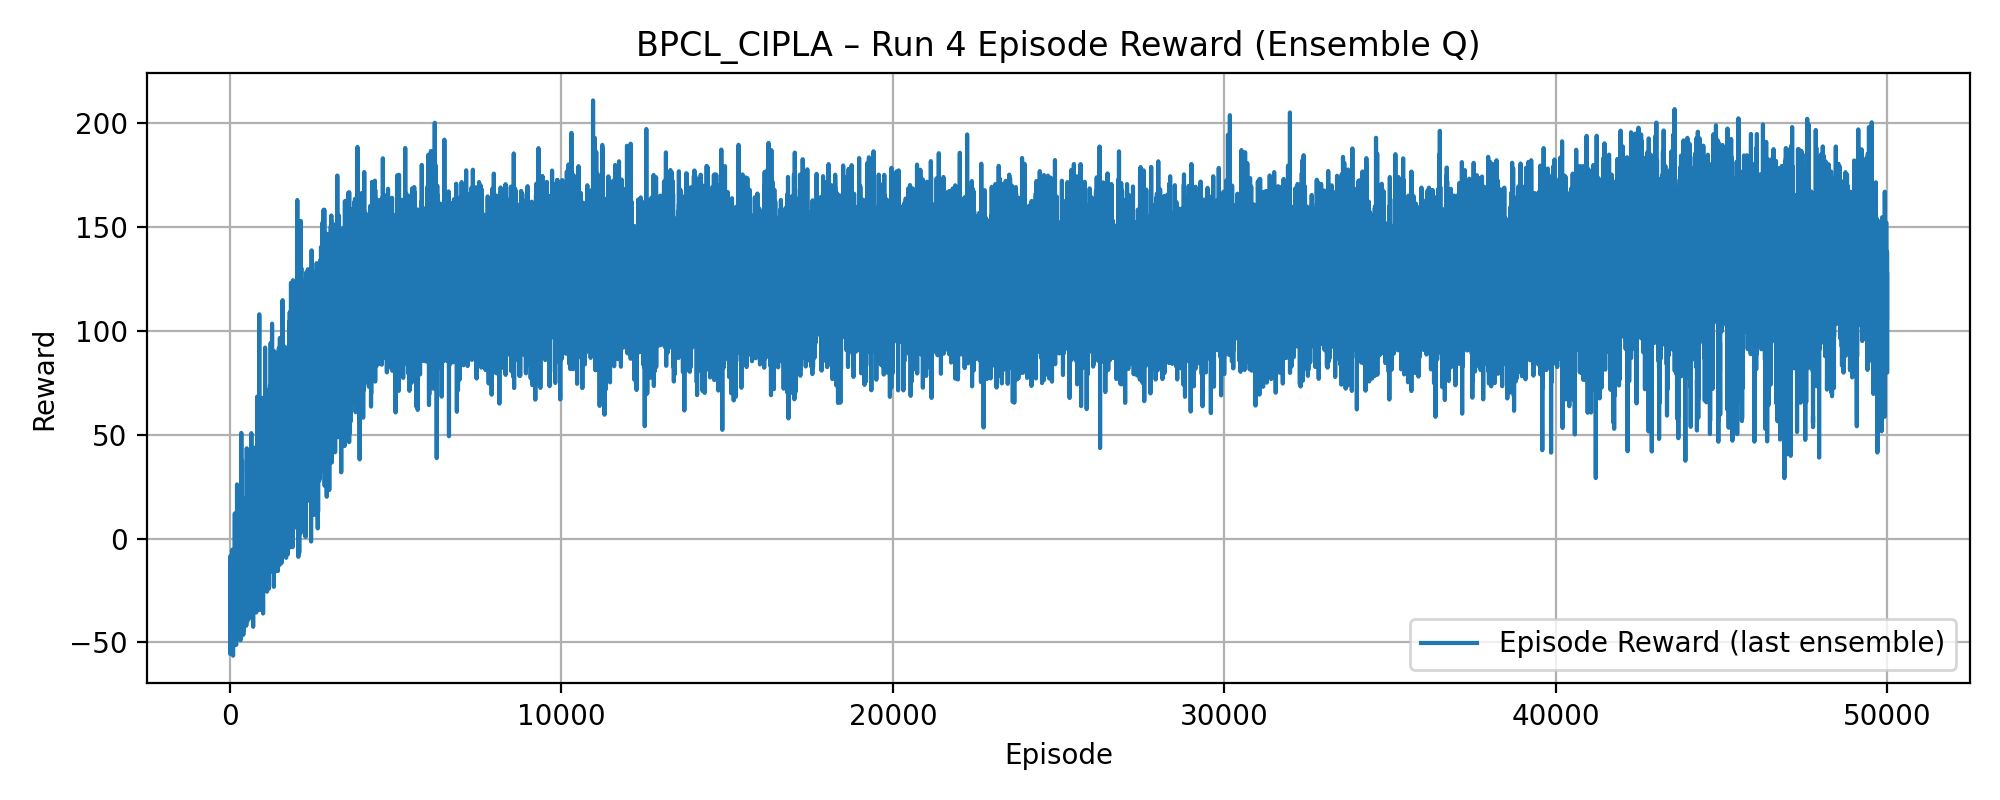 BPCL_CIPLA – Run 4 Episode Reward (Ensemble Q)
Reward
200
150
100
50
0
−50
Episode Reward (last ensemble)
0 10000 20000 30000 40000 50000
Episode